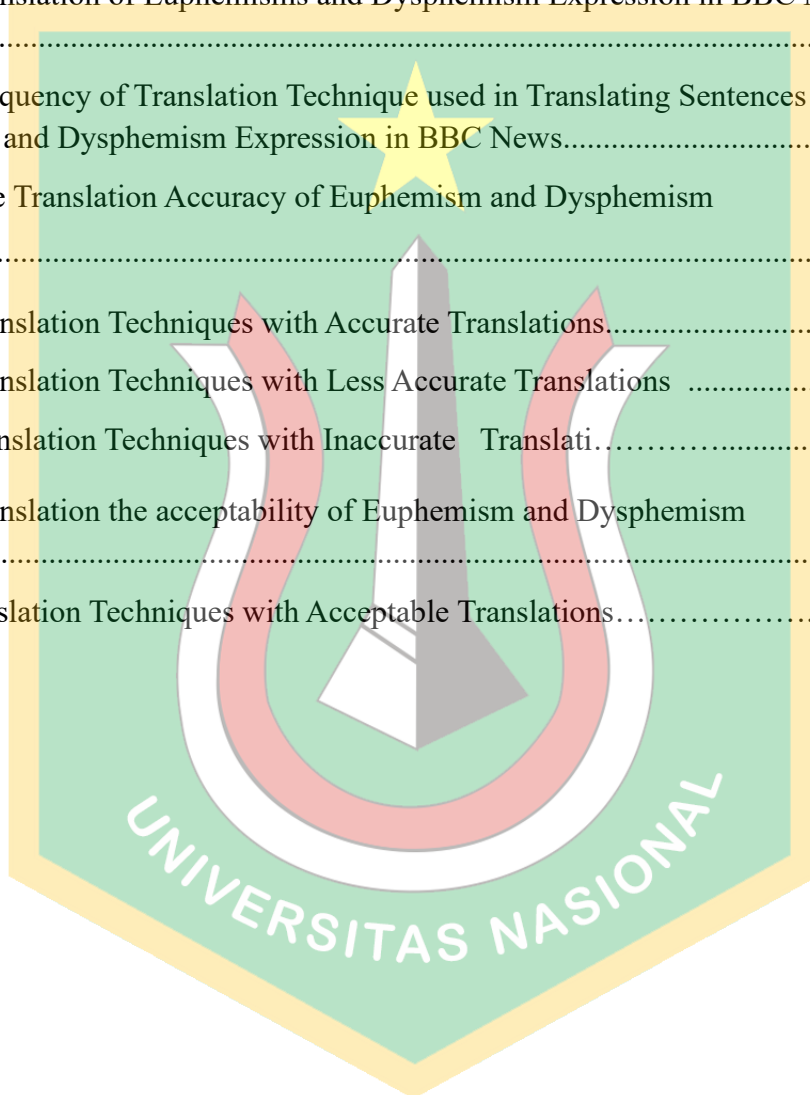 nslation of Euphemisms and Dysphemism Expression in BBC N
..........................................................................................
quency of Translation Technique used in Translating Sentences
and Dysphemism Expression in BBC News...............................
e Translation Accuracy of Euphemism and Dysphemism
..........................................................................................
nslation Techniques with Accurate Translations.........................
nslation Techniques with Less Accurate Translations ...............
nslation Techniques with Inaccurate Translati……….............
nslation the acceptability of Euphemism and Dysphemism
..........................................................................................
slation Techniques with Acceptable Translations………………
UNIVERSITAS NASIONAL